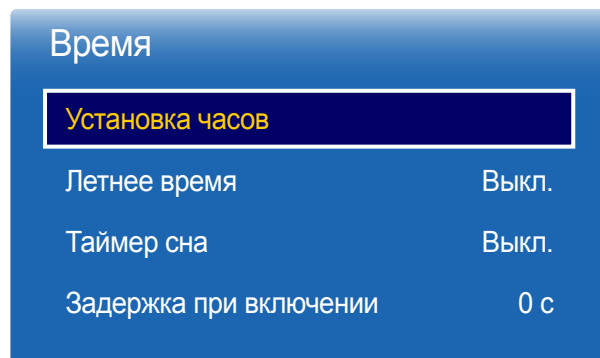 Время
Установка часов
Летнее время Выкл.
Таймер сна Выкл.
Задержка при включении 0 с